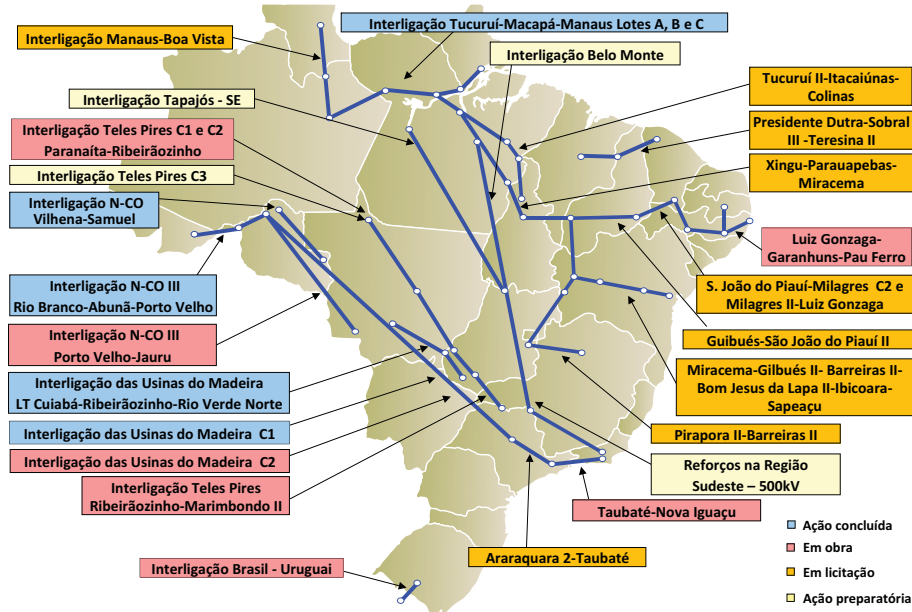 Interligação Tucuruí-Macapá-Manaus Lotes A, B e C
Interligação Manaus-Boa Vista
Interligação Belo Monte
Tucuruí II-Itacaiúnas-
Colinas
Interligação Tapajós - SE
Presidente Dutra-Sobral
III -Teresina II
Interligação Teles Pires C1 e C2
Paranaíta-Ribeirãozinho
Xingu-Parauapebas-
Miracema
Interligação Teles Pires C3
Interligação N-CO
Vilhena-Samuel
Luiz Gonzaga-
Garanhuns-Pau Ferro
Interligação N-CO III
Rio Branco-Abunã-Porto Velho
S. João do Piauí-Milagres C2 e
Milagres II-Luiz Gonzaga
Interligação N-CO III
Porto Velho-Jauru
Guibués-São João do Piauí II
Interligação das Usinas do Madeira
LT Cuiabá-Ribeirãozinho-Rio Verde Norte
Miracema-Gilbués II- Barreiras II-
Bom Jesus da Lapa II-Ibicoara-
Sapeaçu
Interligação das Usinas do Madeira C1
Pirapora II-Barreiras II
Interligação das Usinas do Madeira C2
Reforços na Região
Sudeste – 500kV
Interligação Teles Pires
Ribeirãozinho-Marimbondo II
Taubaté-Nova Iguaçu
Araraquara 2-Taubaté
Interligação Brasil - Uruguai
Ação concluída
Em obra
Em licitação
Ação preparatória